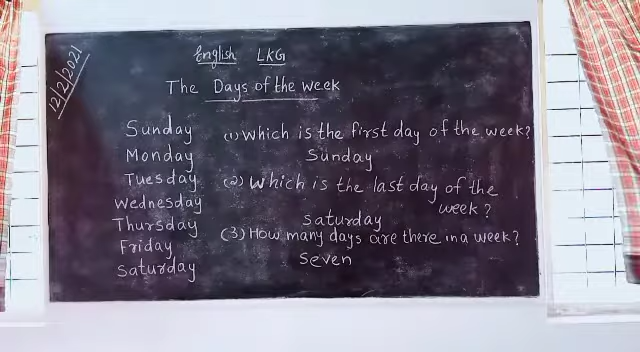 12/2/2021
English LKG
The Days of the week
Sunday
Monday
Tuesday
Wednesday
Thursday
Friday
Saturday
(1) Which is the first day of the week?
Sunday
(2) Which is the last day of the
week?
Saturday
(3) How many days are there in a week?
Seven